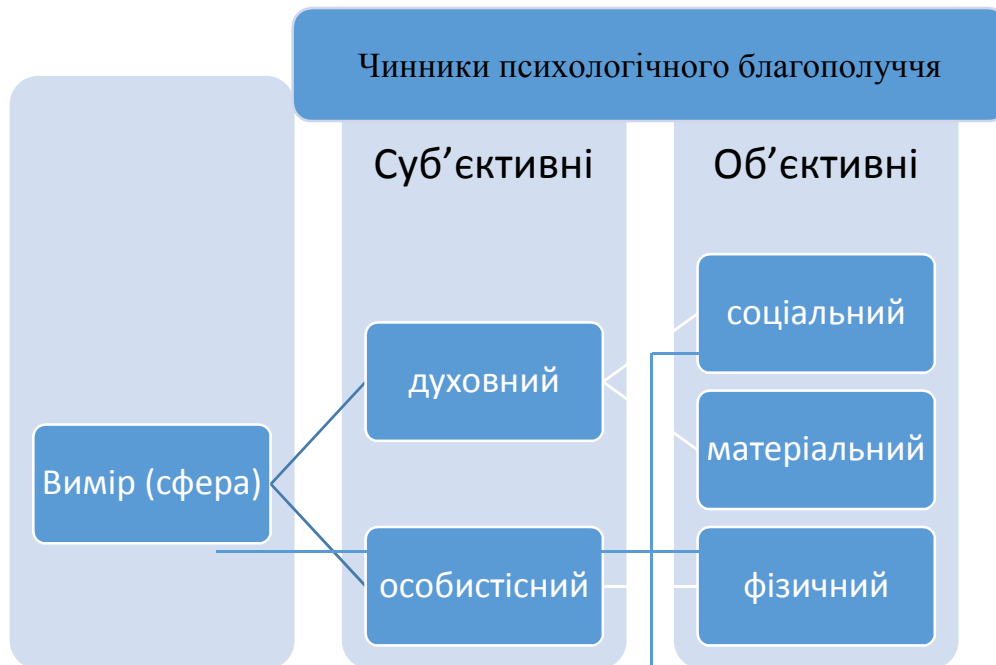 Чинники психологічного благополуччя
Суб’єктивні
Об’єктивні
соціальний
духовний
матеріальний
Вимір (сфера)
особистісний
фізичний